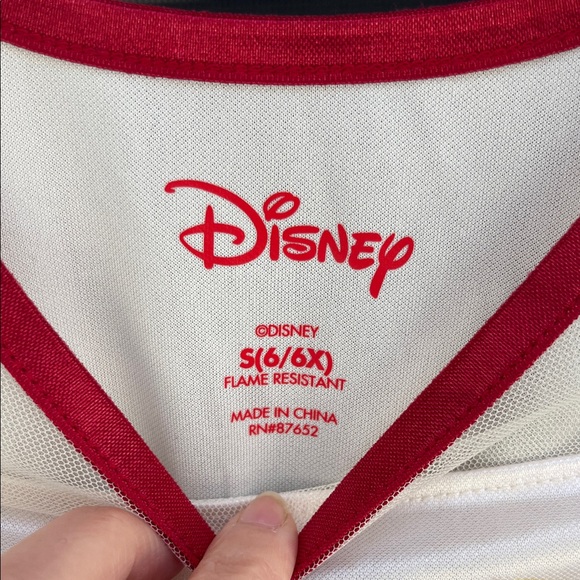 Disney
©DISNEY
S(6/6X)
FLAME RESISTANT
MADE IN CHINA
RN#87652